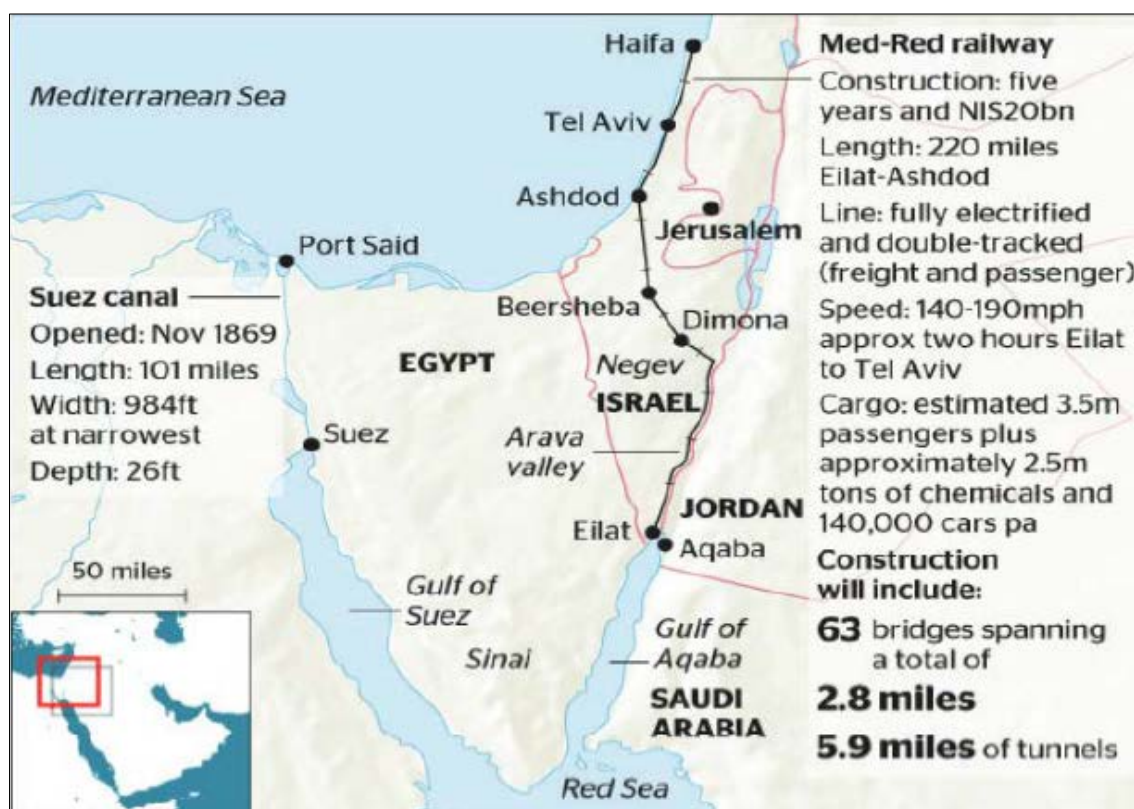 Haifa
Mediterranean Sea
Tel Aviv
Ashdod
Jerusalem
Port Said
Beersheba
Dimona
Negev
EGYPT
ISRAEL
Suez
Arava
valley
JORDAN
Eilat
Aqaba
Gulf of
Suez
Sinai
Gulf of
Aqaba
SAUDI
ARABIA
Red Sea
Suez canal
Opened: Nov 1869
Length: 101 miles
Width: 984ft
at narrowest
Depth: 26ft
50 miles
Med-Red railway
Construction: five
years and NIS20bn
Length: 220 miles
Eilat-Ashdod
Line: fully electrified
and double-tracked
(freight and passenger)
Speed: 140-190mph
approx two hours Eilat
to Tel Aviv
Cargo: estimated 3.5m
passengers plus
approximately 2.5m
tons of chemicals and
140,000 cars pa
Construction
will include:
63 bridges spanning
a total of
2.8 miles
5.9 miles of tunnels